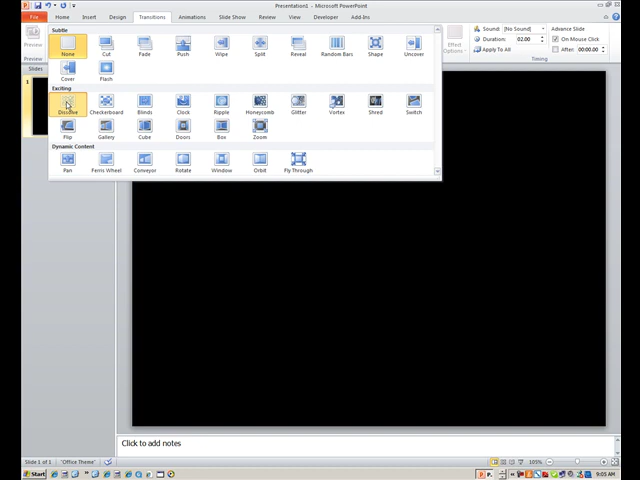 Presentation1 - Microsoft PowerPoint
File Home Insert Design Transitions Animations Slide Show Review View Developer Add-Ins
Preview
Preview
Subtle
None Cut Fade Push Wipe Split Reveal Random Bars Shape Uncover
Cover Flash
Exciting
Dissolve Checkerboard Blinds Clock Ripple Honeycomb Glitter Vortex Shred Switch
Flip Gallery Cube Doors Box Zoom
Dynamic Content
Pan Ferris Wheel Conveyor Rotate Window Orbit Fly Through
Effect
Options
Sound: [No Sound]
Duration: 02.00
Apply To All
Advance Slide
On Mouse Click
After: 00:00.00
Timing
Slides
1
Click to add notes
Slide 1 of 1 "Office Theme" 105%
Start P. 9:05 AM